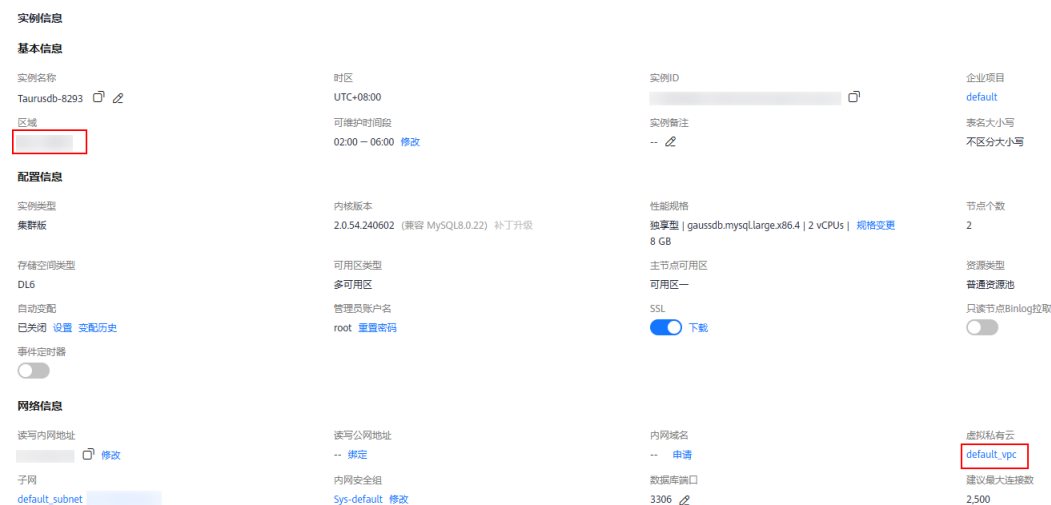 实例信息
基本信息
实例名称 时区 实例ID 企业项目
Taurusdb-8293 UTC+08:00 default
区域 可维护时间段 实例备注 表名大小写
02:00 — 06:00 修改 -- 不区分大小写
配置信息
实例类型 内核版本 性能规格 节点个数
集群版 2.0.54.240602 (兼容 MySQL8.0.22) 补丁升级 独享型 | gaussdb.mysql.large.x86.4 | 2 vCPUs | 规格变更 2
8 GB
存储空间类型 可用区类型 主节点可用区 资源类型
DL6 多可用区 可用区一 普通资源池
自动变配 管理员账户名 SSL 只读节点Binlog拉取
已关闭 设置 变配历史 root 重置密码 下载
事件定时器
网络信息
读写内网地址 读写公网地址 内网域名 虚拟私有云
修改 -- 绑定 -- 申请 default_vpc
子网 内网安全组 数据库端口 建议最大连接数
default_subnet Sys-default 修改 3306 2,500